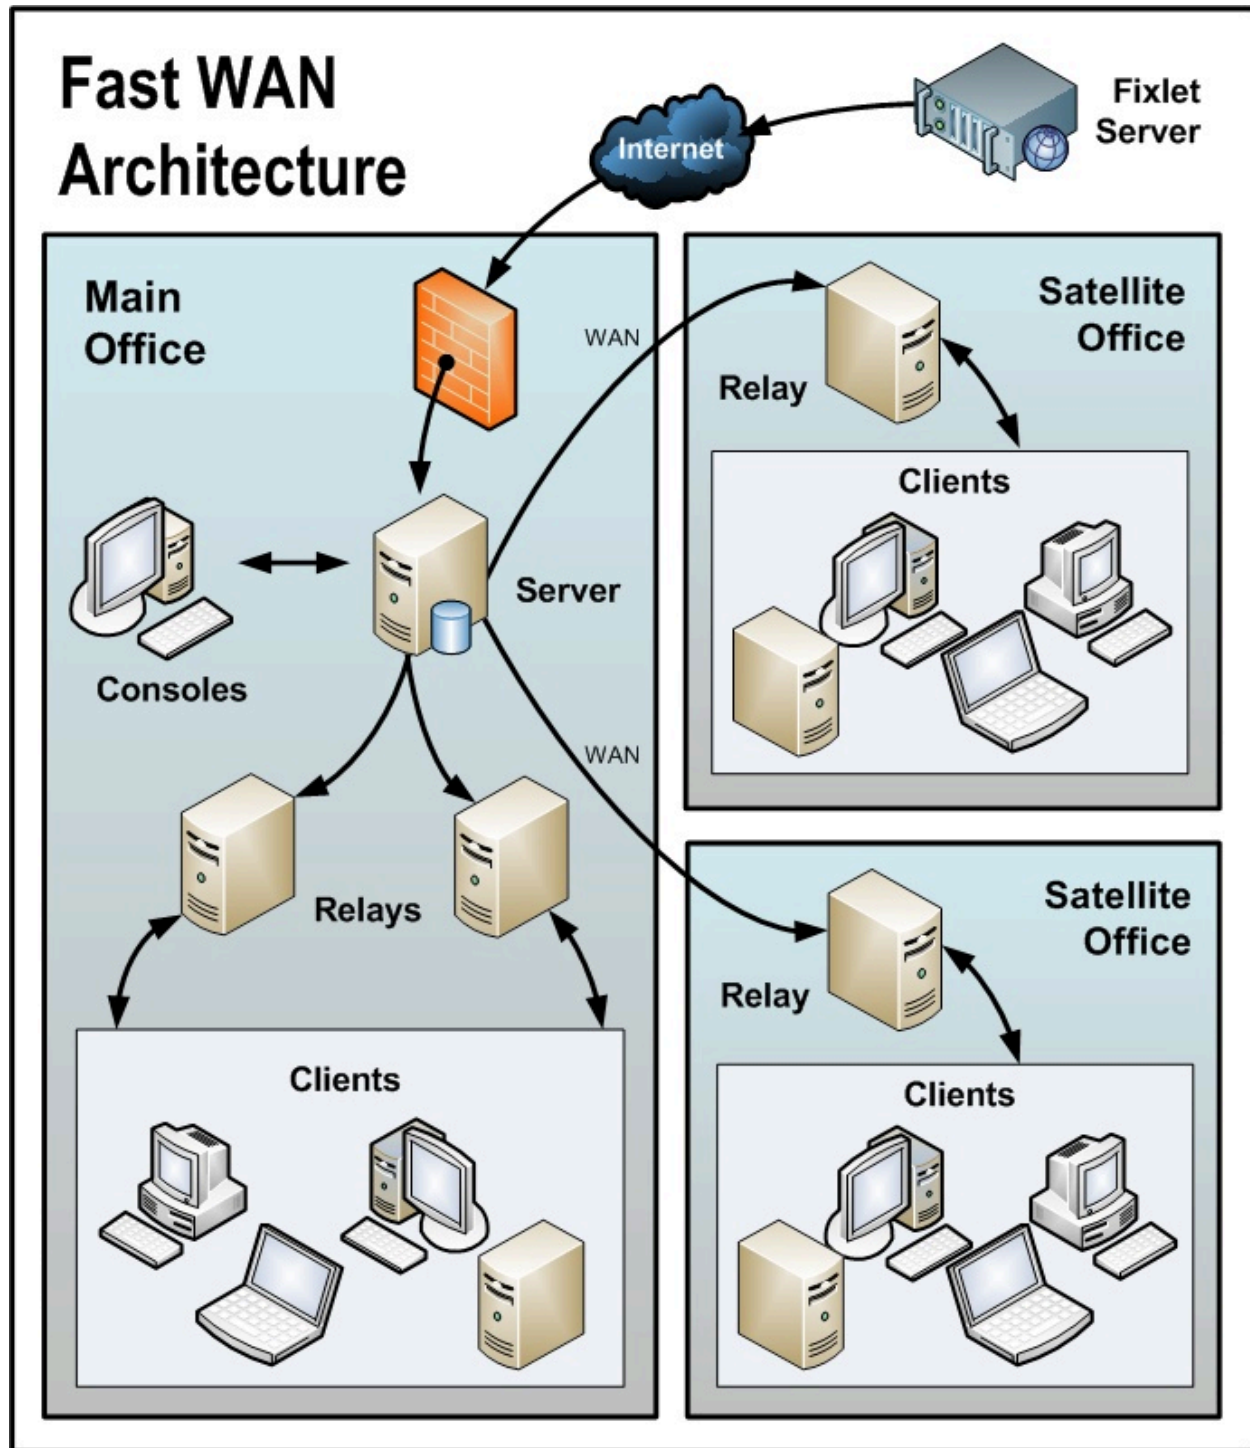 Fast WAN
Architecture
Internet
Fixlet
Server
Main
Office
WAN
Server
Consoles
WAN
Relays
Clients
Satellite
Office
Relay
Clients
Satellite
Office
Relay
Clients